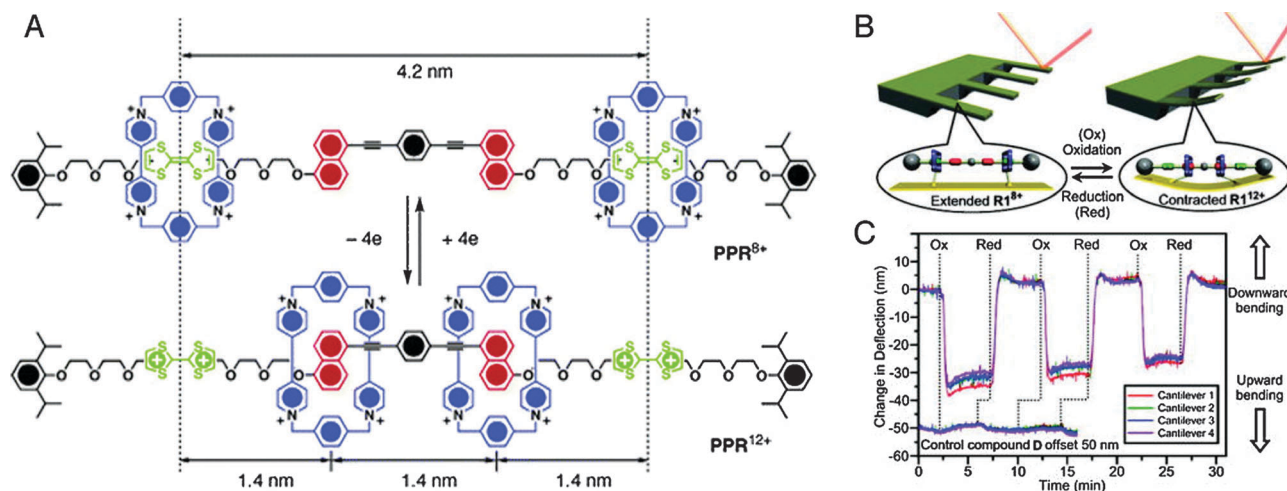 A
4.2 nm
N+ N+ N+ N+
S S S S
O O O O O O O O O O O O
N+ N+ N+ N+
− 4e + 4e
PPR8+
N+ N+ N+ N+
S S S S
O O O O O O O O O O O O
N+ N+ N+ N+
PPR12+
1.4 nm 1.4 nm 1.4 nm
B
(Ox)
Oxidation
Reduction
(Red)
Extended R1⁸⁺
Contracted R1¹²⁺
C
Ox Red Ox Red Ox Red
Change in Deflection (nm)
20
10
0
-10
-20
-30
-40
-50
-60
Cantilever 1
Cantilever 2
Cantilever 3
Cantilever 4
Control compound D offset 50 nm
0 5 10 15 20 25 30
Time (min)
Downward
bending
Upward
bending